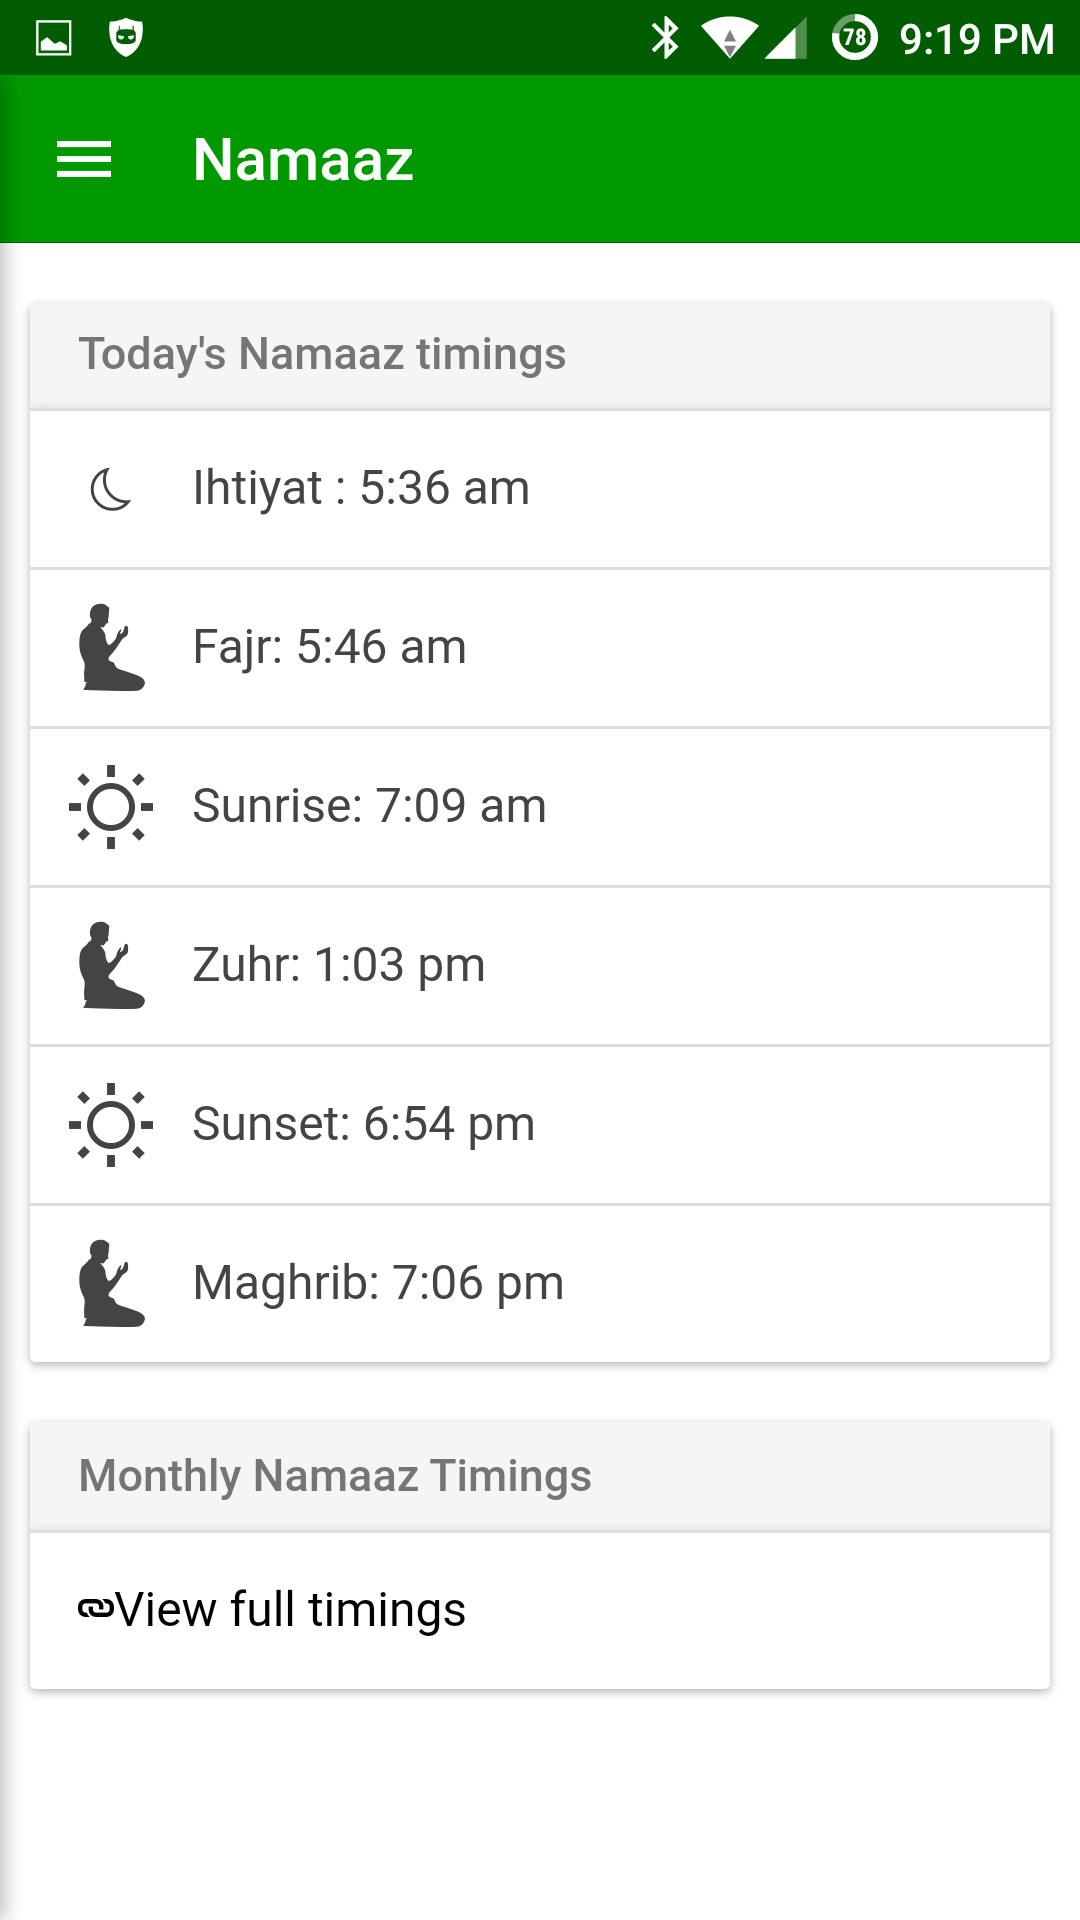 78 9:19 PM
Namaaz
Today's Namaaz timings
Ihtiyat : 5:36 am
Fajr: 5:46 am
Sunrise: 7:09 am
Zuhr: 1:03 pm
Sunset: 6:54 pm
Maghrib: 7:06 pm
Monthly Namaaz Timings
View full timings